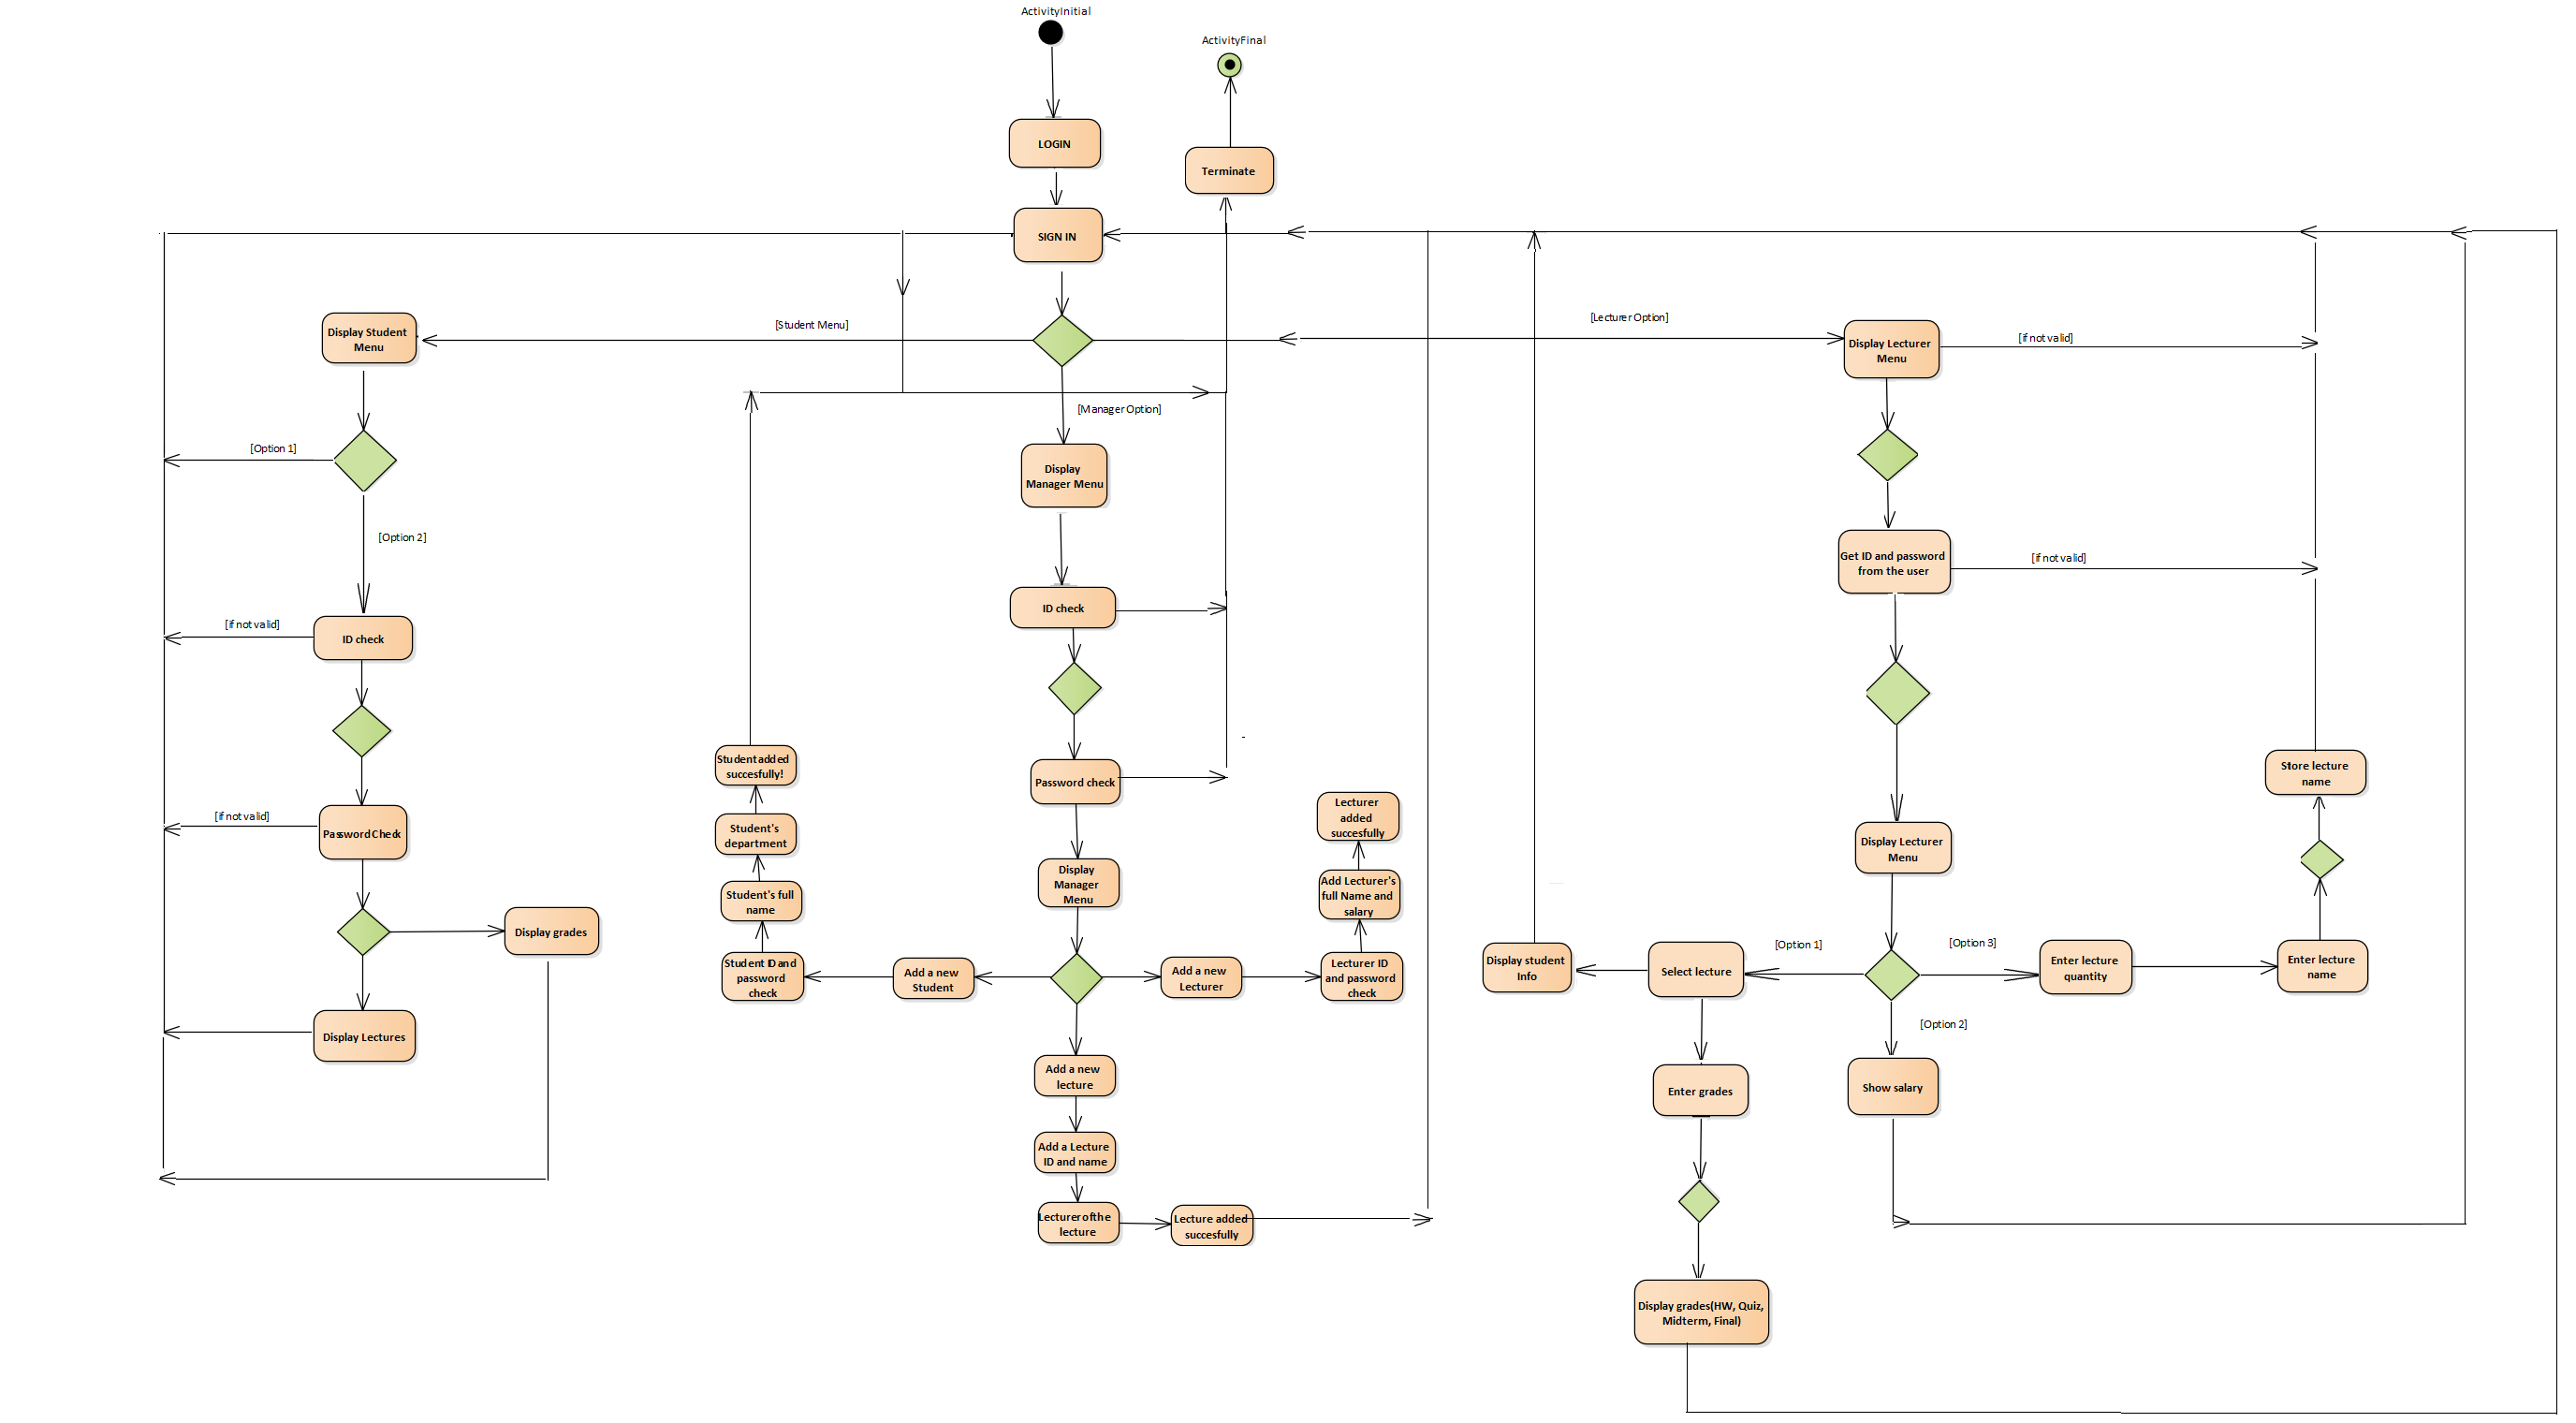 ActivityInitial
ActivityFinal
LOGIN
Terminate
SIGN IN
[Student Menu]
[Lecturer Option]
Display Student
Menu
Display Lecturer
Menu
[if not valid]
[Manager Option]
[Option 1]
Display
Manager Menu
[Option 2]
Get ID and password
from the user
[if not valid]
ID check
[if not valid]
ID check
Student added
succesfully!
Password check
Store lecture
name
[if not valid]
Password Check
Student's
department
Lecturer
added
succesfully
Display Lecturer
Menu
Display
Manager
Menu
Student's full
name
Add Lecturer's
full Name and
salary
Display grades
[Option 1]
[Option 3]
Student ID and
password
check
Add a new
Student
Add a new
Lecturer
Lecturer ID
and password
check
Display student
Info
Select lecture
Enter lecture
quantity
Enter lecture
name
[Option 2]
Display Lectures
Add a new
lecture
Enter grades
Show salary
Add a Lecture
ID and name
Lecturer of the
lecture
Lecture added
succesfully
Display grades(HW, Quiz,
Midterm, Final)